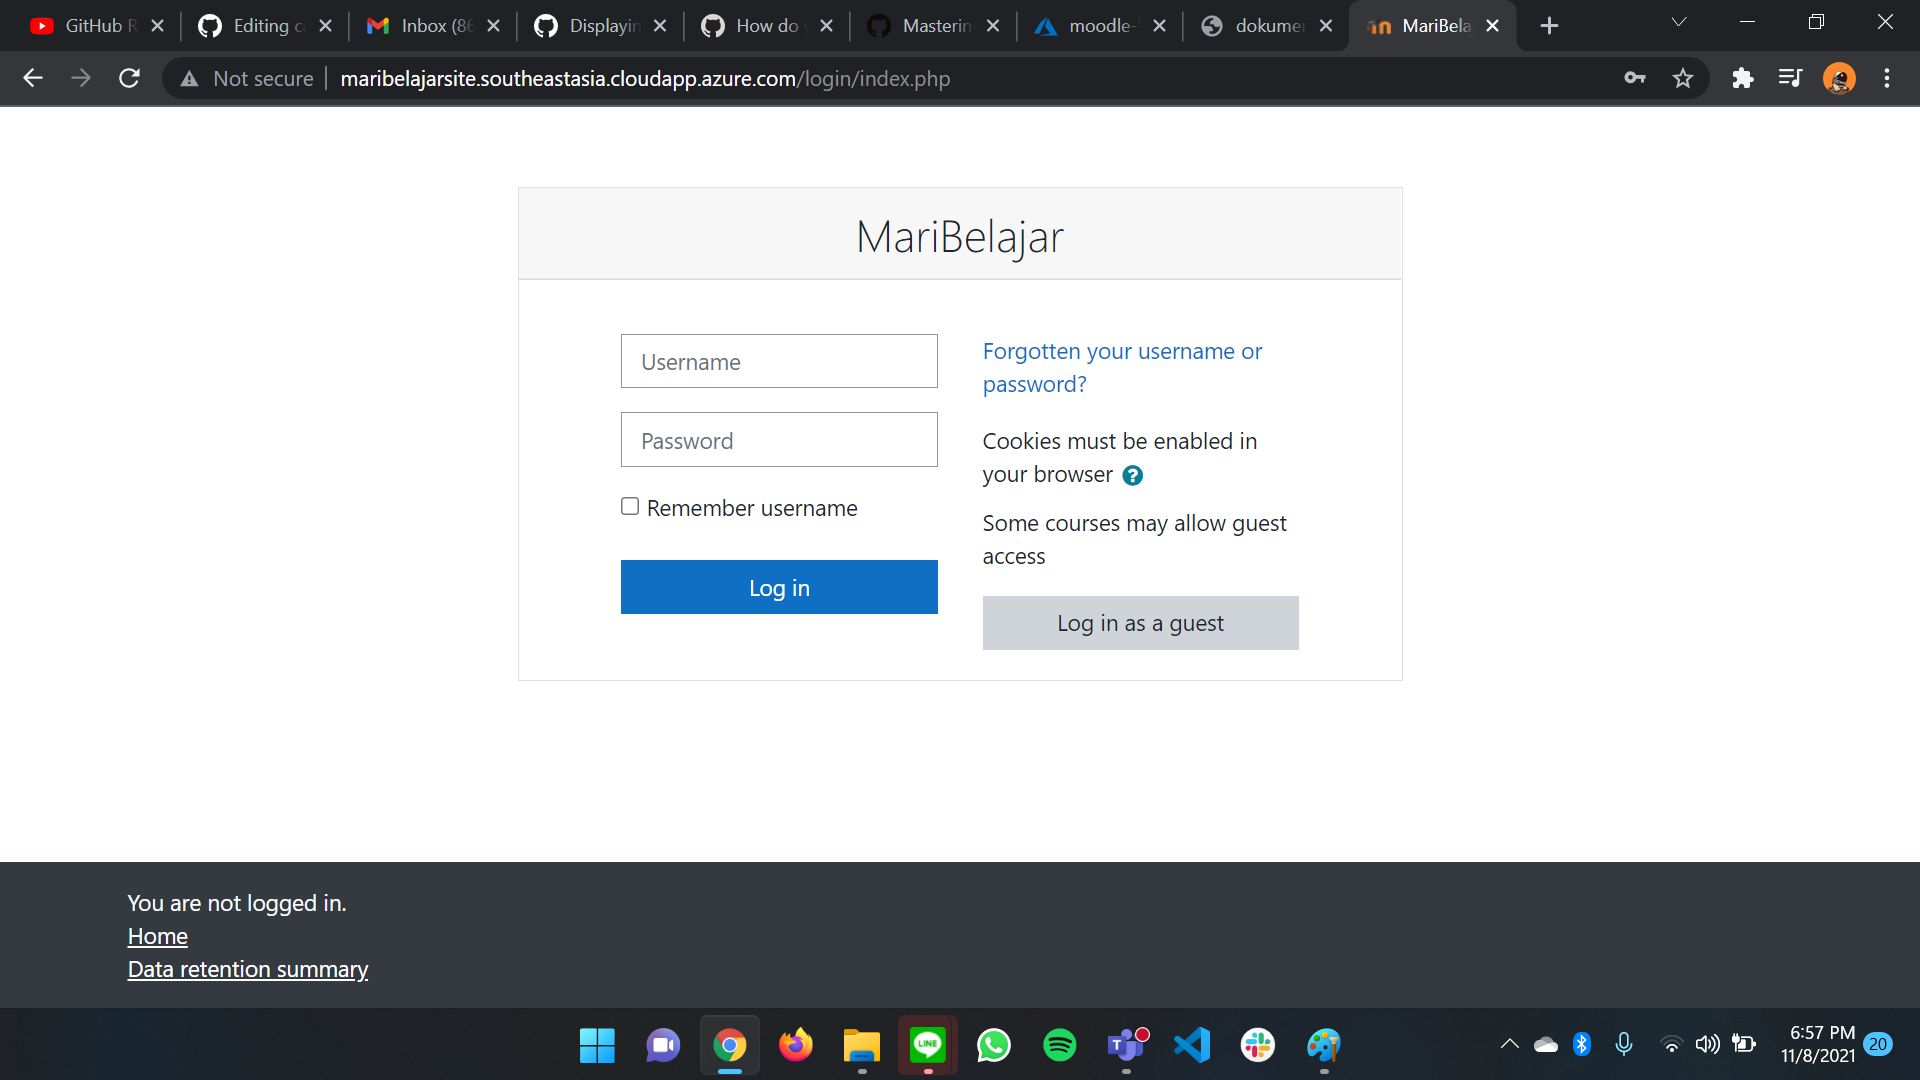 GitHub R
Editing c
Inbox (86
Displayin
How do y
Masterin
moodle-
dokumen
MariBela
Not secure
maribelajarsite.southeastasia.cloudapp.azure.com/login/index.php
MariBelajar
Username
Password
Remember username
Log in
Forgotten your username or
password?
Cookies must be enabled in
your browser
Some courses may allow guest
access
Log in as a guest
You are not logged in.
Home
Data retention summary
LINE
6:57 PM
11/8/2021
20